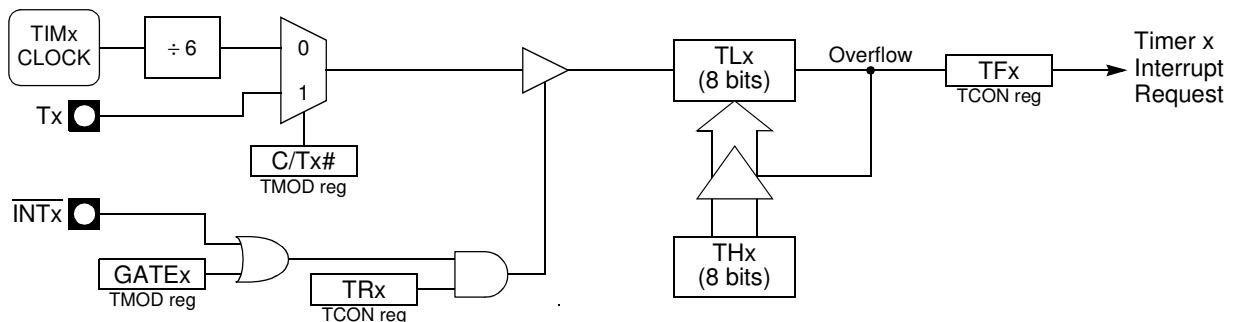 TIMx
CLOCK
÷ 6
0
1
Tx
C/Tx#
TMOD reg
INTx
GATEx
TMOD reg
TRx
TCON reg
TLx
(8 bits)
Overflow
TFx
TCON reg
Timer x
Interrupt
Request
THx
(8 bits)